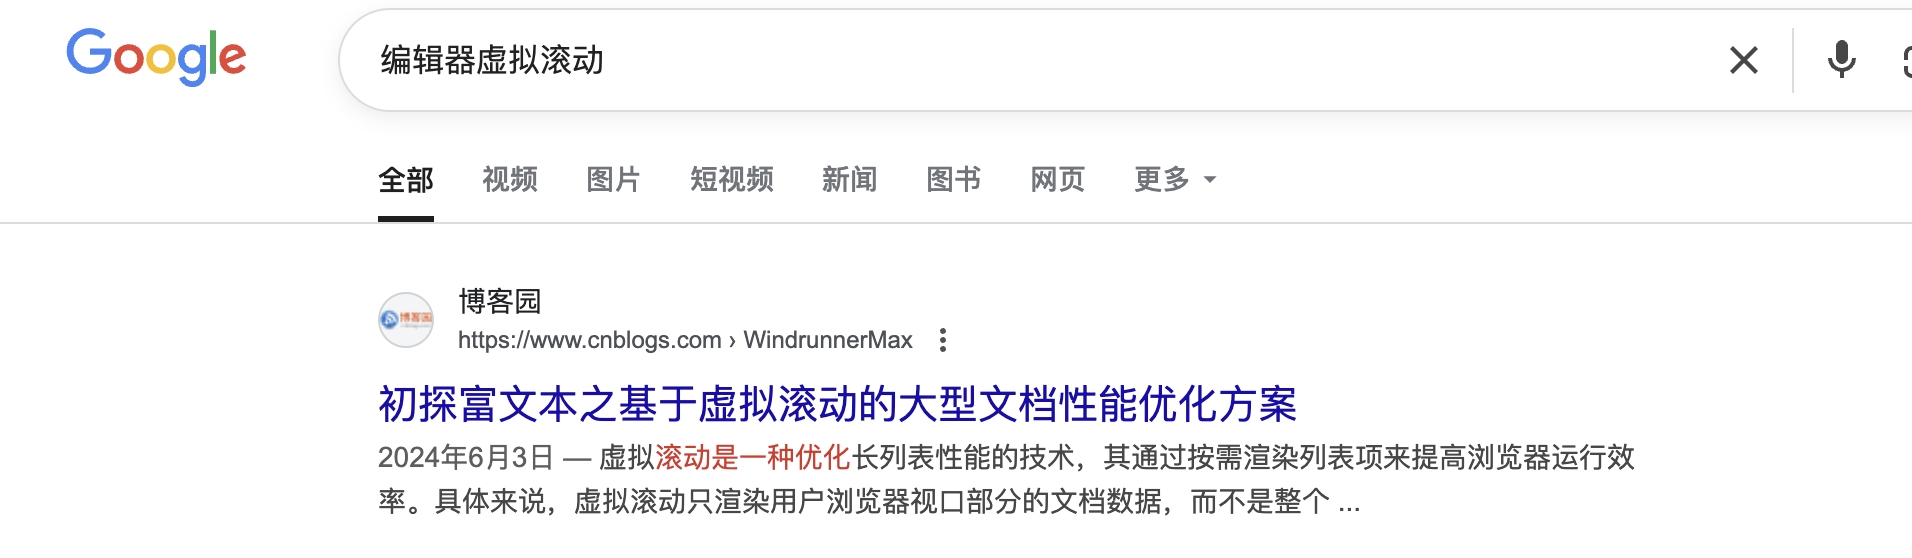 Google
编辑器虚拟滚动
全部 视频 图片 短视频 新闻 图书 网页 更多
博客园
博客园
https://www.cnblogs.com › WindrunnerMax
初探富文本之基于虚拟滚动的大型文档性能优化方案
2024年6月3日 — 虚拟滚动是一种优化长列表性能的技术，其通过按需渲染列表项来提高浏览器运行效
率。具体来说，虚拟滚动只渲染用户浏览器视口部分的文档数据，而不是整个 ...